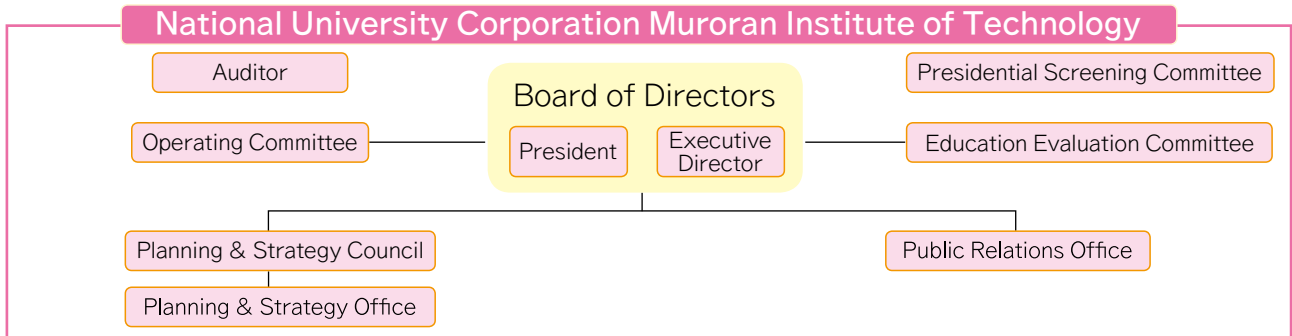 National University Corporation Muroran Institute of Technology
Auditor
Board of Directors
Presidential Screening Committee
Operating Committee
President
Executive
Director
Education Evaluation Committee
Planning & Strategy Council
Public Relations Office
Planning & Strategy Office